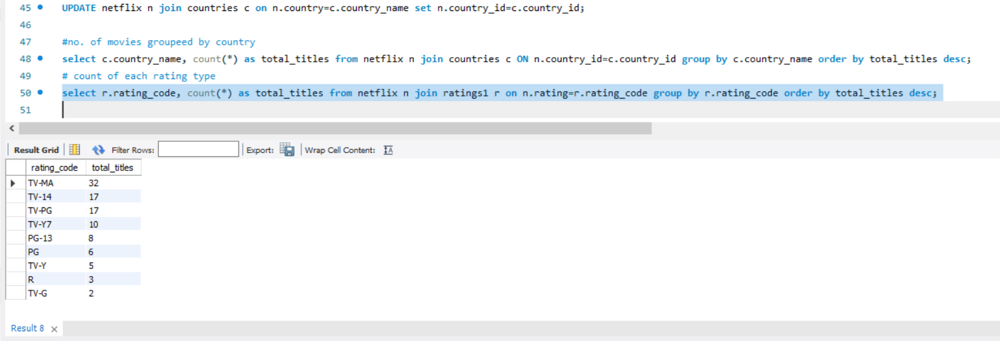 45 UPDATE netflix n join countries c on n.country=c.country_name set n.country_id=c.country_id;
46
47 #no. of movies groupeed by country
48 select c.country_name, count(*) as total_titles from netflix n join countries c ON n.country_id=c.country_id group by c.country_name order by total_titles desc;
49 # count of each rating type
50 select r.rating_code, count(*) as total_titles from netflix n join ratings1 r on n.rating=r.rating_code group by r.rating_code order by total_titles desc;
51
Result Grid Filter Rows: Export: Wrap Cell Content: IA
rating_code total_titles
TV-MA 32
TV-14 17
TV-PG 17
TV-Y7 10
PG-13 8
PG 6
TV-Y 5
R 3
TV-G 2
Result 8 ×